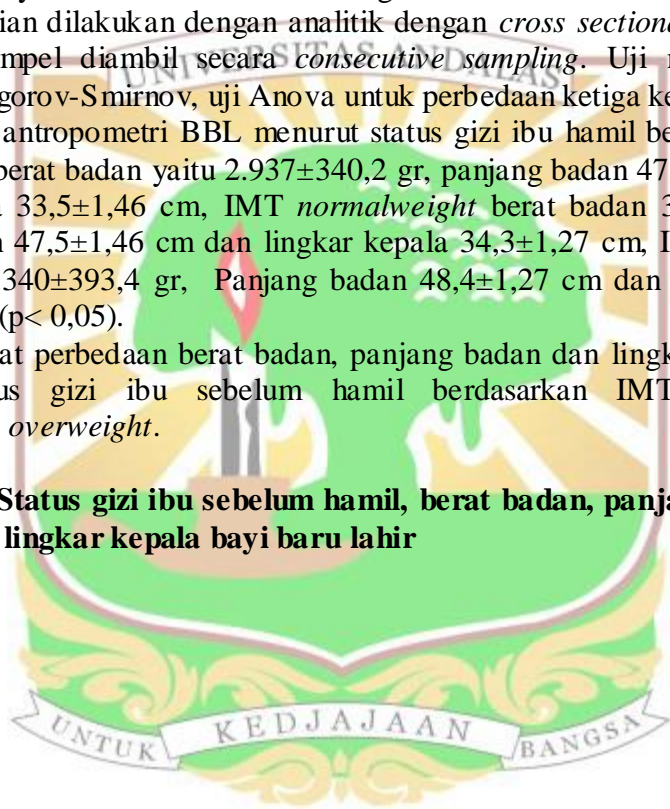 ian dilakukan dengan analitik dengan cross sectiona
mpel diambil secara consecutive sampling. Uji
UNIVERSITAS ANDALAS
gorov-Smirnov, uji Anova untuk perbedaan ketiga ke
antropometri BBL menurut status gizi ibu hamil be
berat badan yaitu 2.937±340,2 gr, panjang badan 47
33,5±1,46 cm, IMT normalweight berat badan 3
47,5±1,46 cm dan lingkar kepala 34,3±1,27 cm, I
340±393,4 gr, Panjang badan 48,4±1,27 cm dan
(p< 0,05).
at perbedaan berat badan, panjang badan dan lingk
us gizi ibu sebelum hamil berdasarkan IMT
overweight.
Status gizi ibu sebelum hamil, berat badan, panja
lingkar kepala bayi baru lahir
UNTUK KEDJAJAAN BANGSA